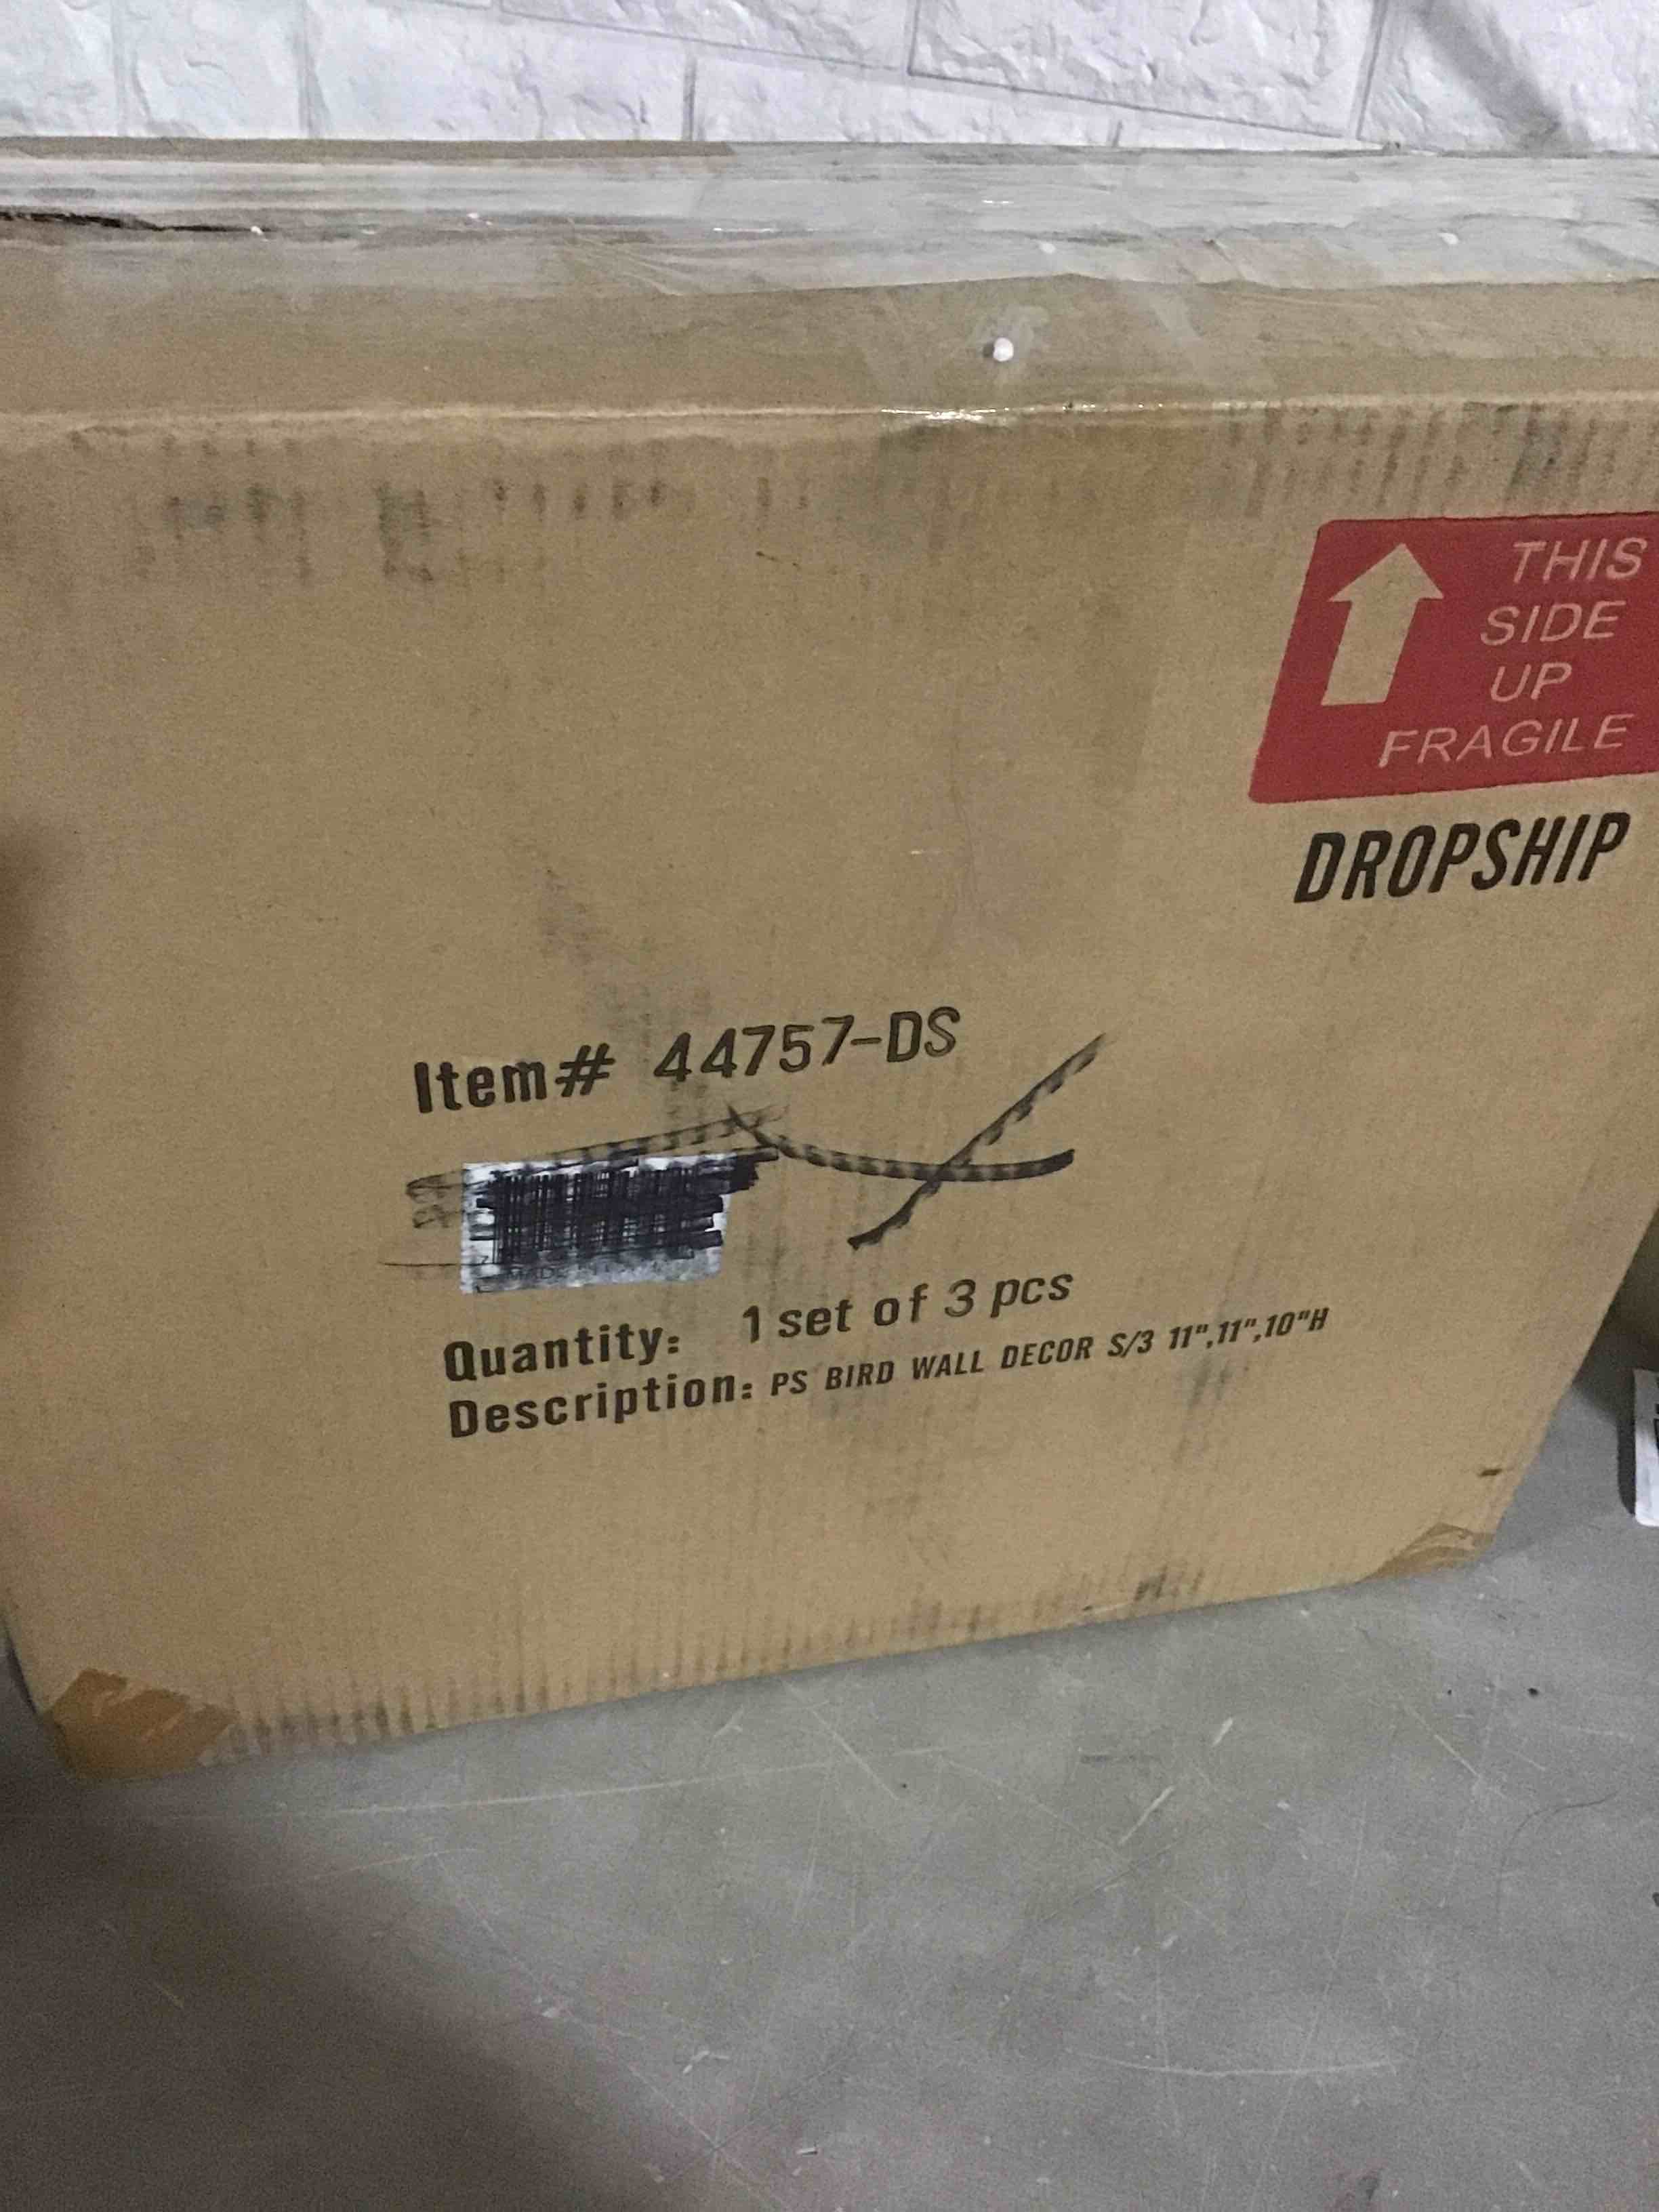 THIS
SIDE
UP
FRAGILE
DROPSHIP
Item# 44757-DS
Quantity: 1 set of 3 pcs
Description: PS BIRD WALL DECOR S/3 11",11",10"H